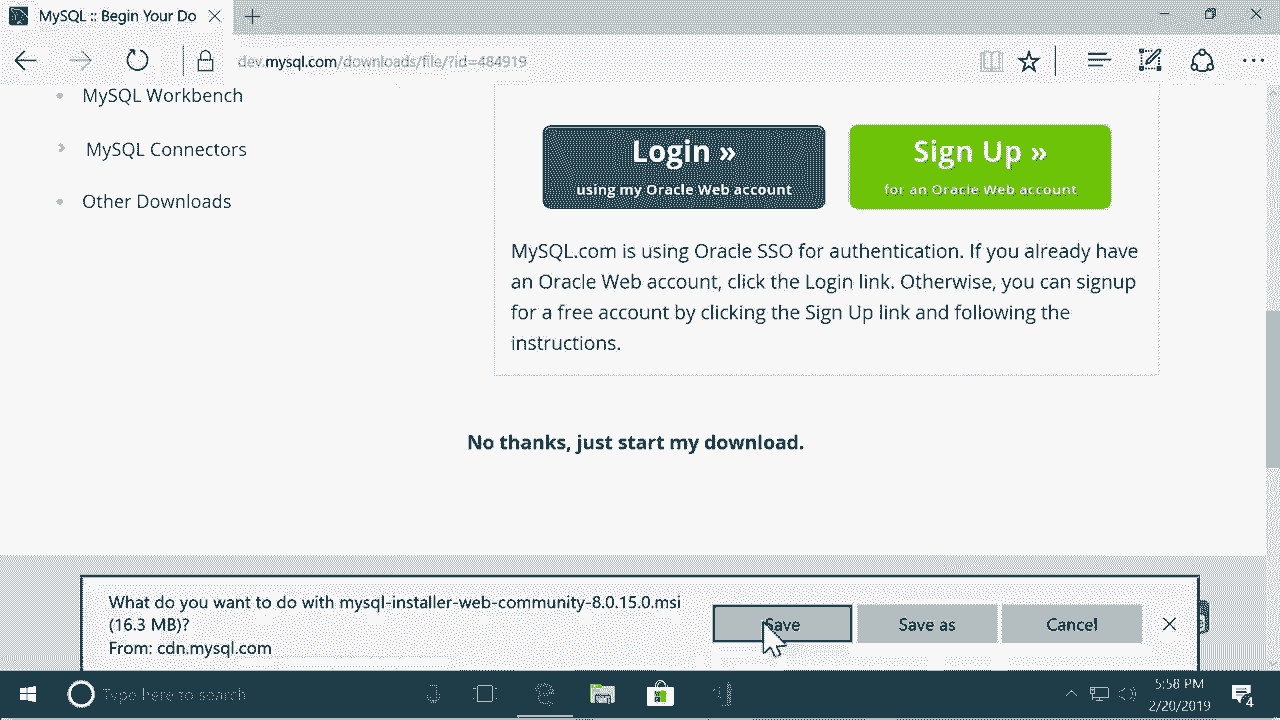 MySQL :: Begin Your Do
dev.mysql.com/downloads/file/?id=484919
MySQL Workbench
MySQL Connectors
Other Downloads
Login »
using my Oracle Web account
Sign Up »
for an Oracle Web account
MySQL.com is using Oracle SSO for authentication. If you already have
an Oracle Web account, click the Login link. Otherwise, you can signup
for a free account by clicking the Sign Up link and following the
instructions.
No thanks, just start my download.
What do you want to do with mysql-installer-web-community-8.0.15.0.msi
(16.3 MB)?
From: cdn.mysql.com
Save
Save as
Cancel
Type here to search
5:58 PM
2/20/2019
4